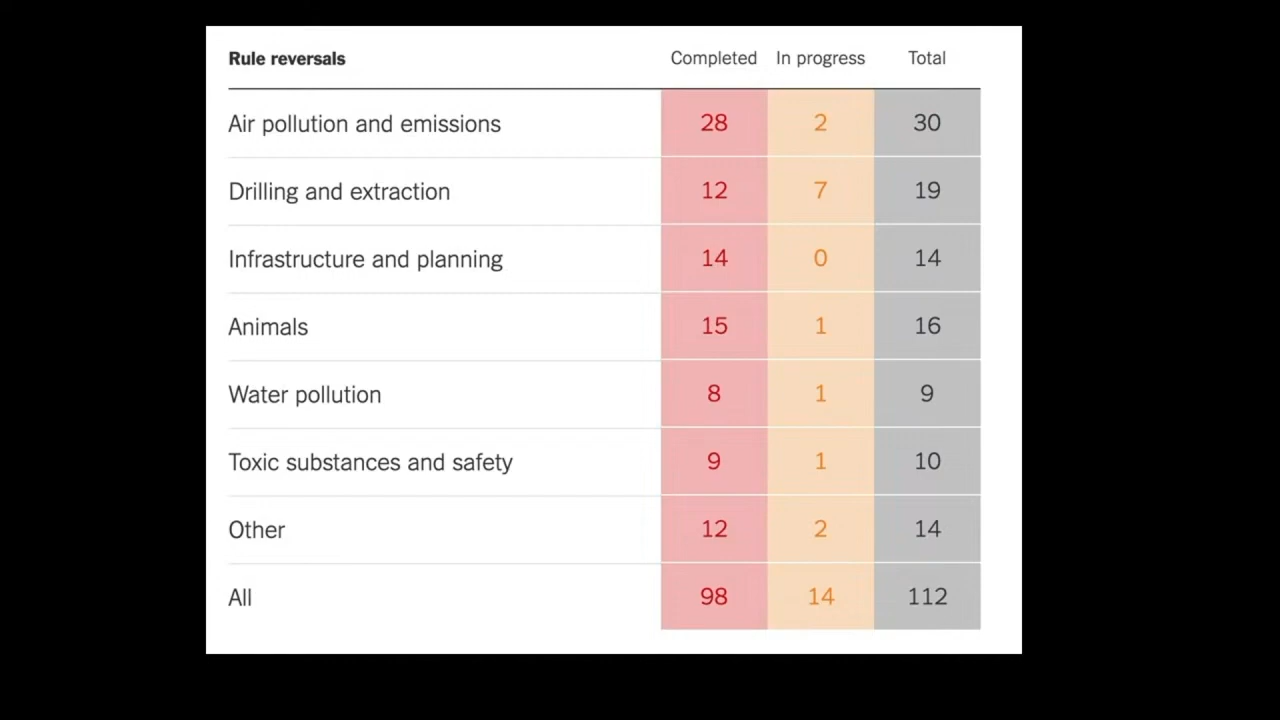 Rule reversals Completed In progress Total
Air pollution and emissions 28 2 30
Drilling and extraction 12 7 19
Infrastructure and planning 14 0 14
Animals 15 1 16
Water pollution 8 1 9
Toxic substances and safety 9 1 10
Other 12 2 14
All 98 14 112